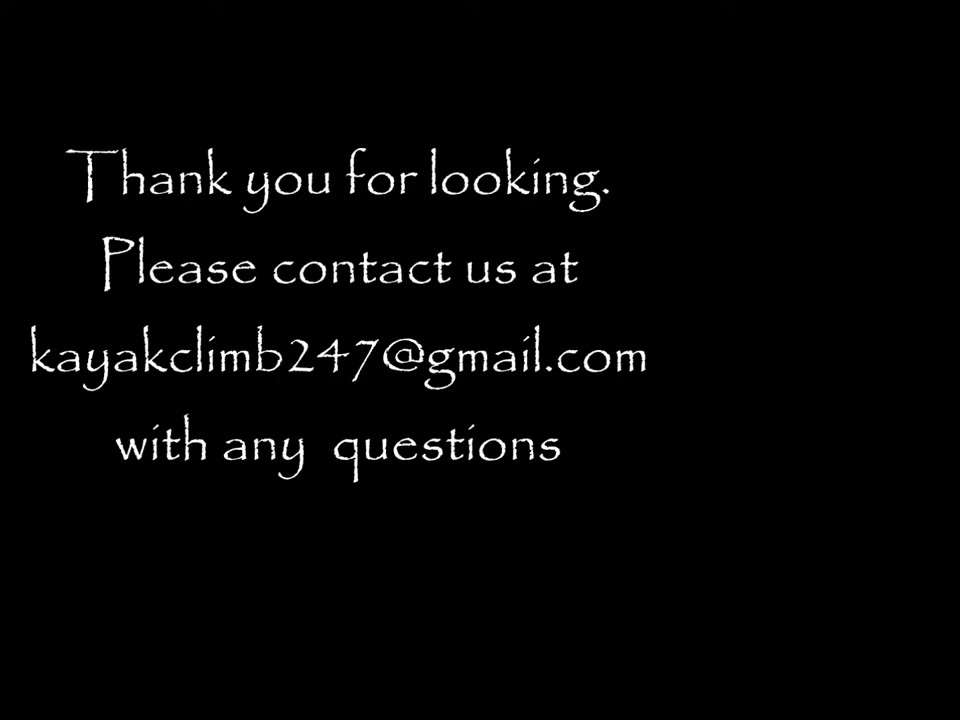 Thank you for looking.
Please contact us at
kayakclimb247@gmail.com
with any questions